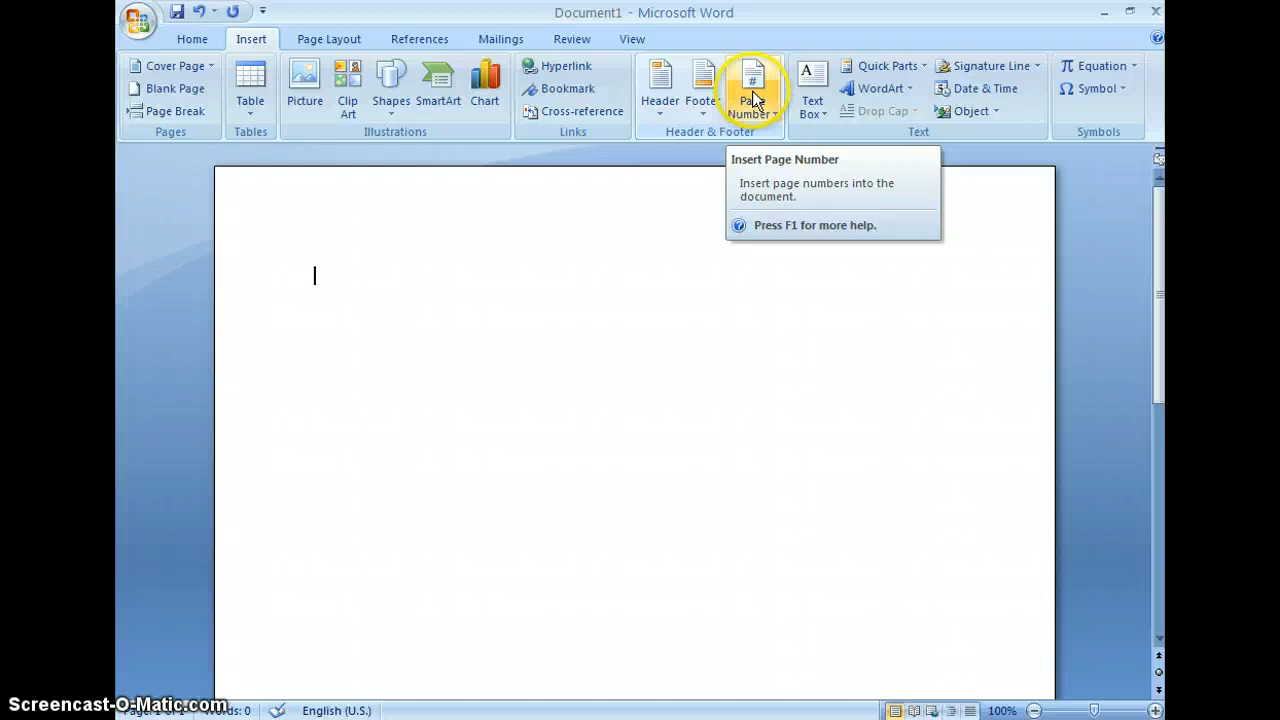 Document1 - Microsoft Word
Home Insert Page Layout References Mailings Review View
Cover Page
Blank Page
Page Break
Pages
Table
Tables
Picture
Clip
Art
Shapes
SmartArt
Chart
Illustrations
Hyperlink
Bookmark
Cross-reference
Links
Header
Footer
Page
Number
Header & Footer
A
Text
Box
Quick Parts
WordArt
Drop Cap
Signature Line
Date & Time
Object
Text
Equation
Symbol
Symbols
Insert Page Number
Insert page numbers into the
document.
Press F1 for more help.
Screencast-O-Matic.com
Words: 0
English (U.S.)
100%